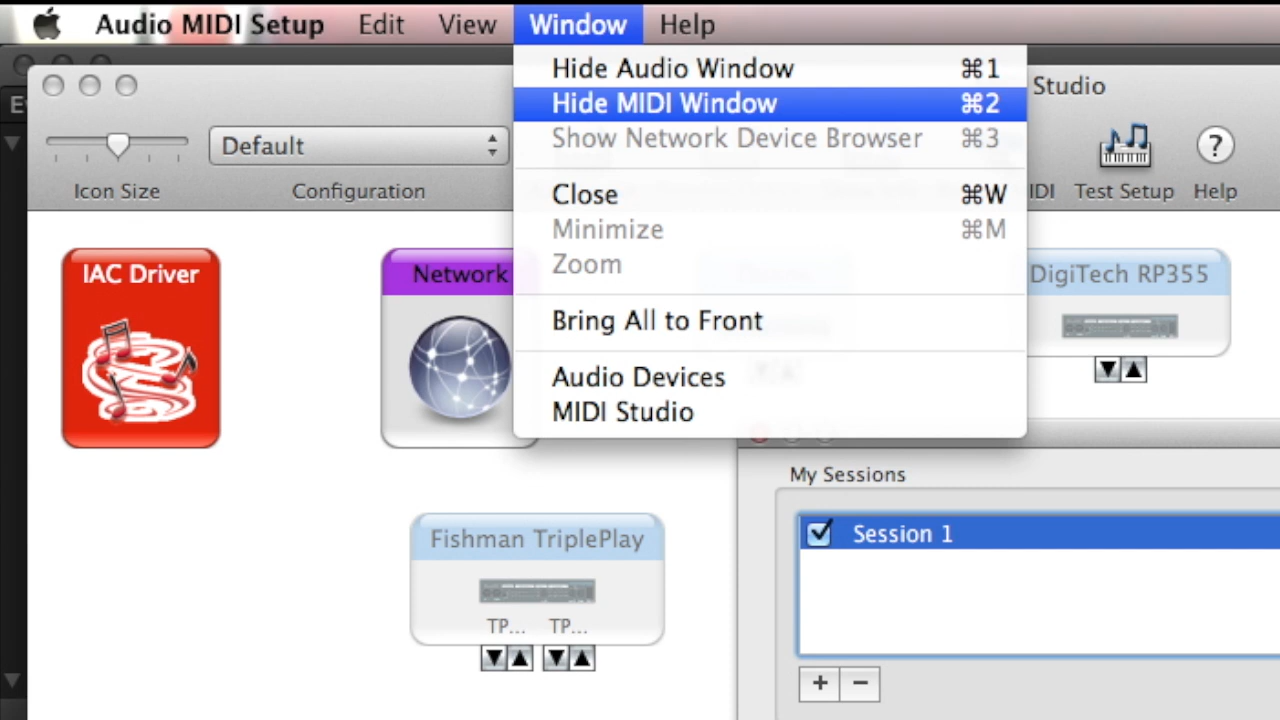 Audio MIDI Setup Edit View Window Help
Hide Audio Window ⌘1
Hide MIDI Window ⌘2
Show Network Device Browser ⌘3
Close ⌘W
Minimize ⌘M
Zoom
Bring All to Front
Audio Devices
MIDI Studio
Studio
Default
Icon Size
Configuration
IDI
Test Setup
?
Help
IAC Driver
Network
DigiTech RP355
Fishman TriplePlay
TP... TP...
My Sessions
Session 1
+ −